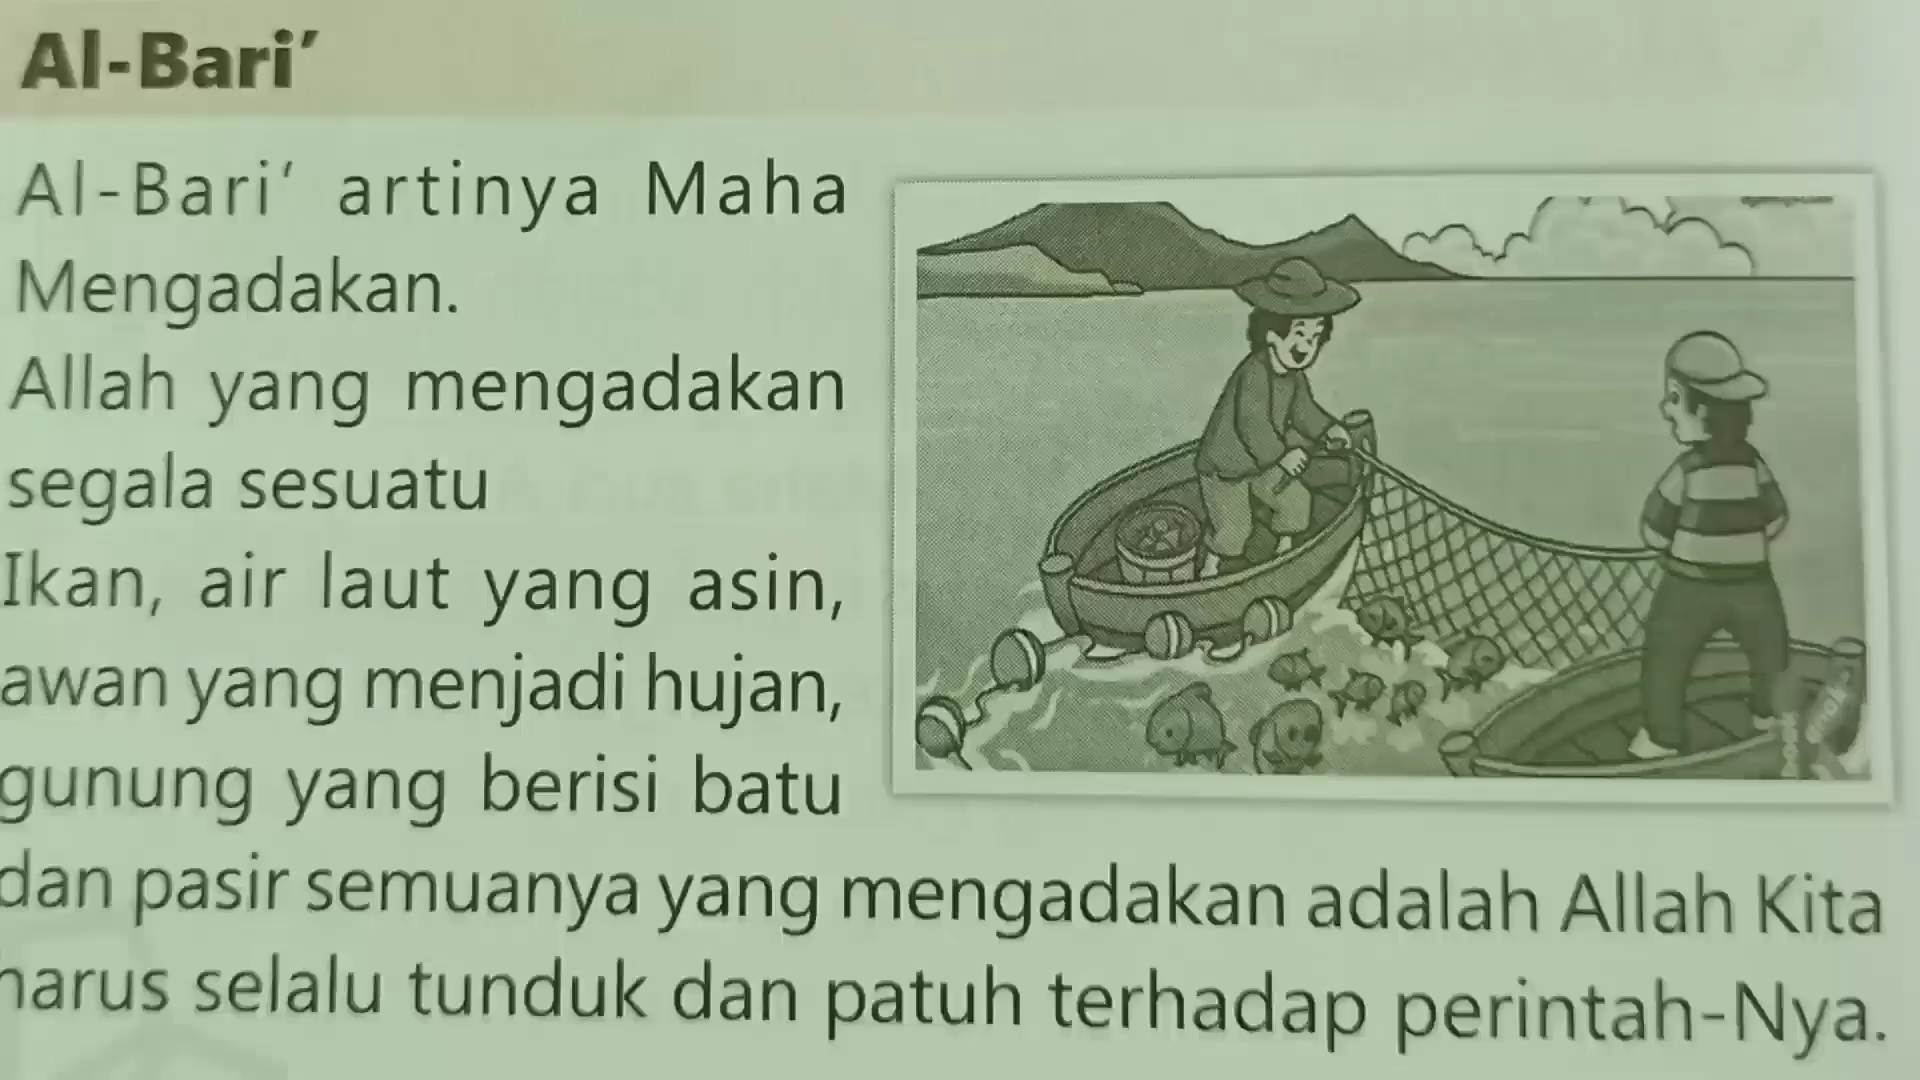 Al-Bari’
Al-Bari’ artinya Maha
Mengadakan.
Allah yang mengadakan
segala sesuatu
Ikan, air laut yang asin,
awan yang menjadi hujan,
gunung yang berisi batu
dan pasir semuanya yang mengadakan adalah Allah Kita
harus selalu tunduk dan patuh terhadap perintah-Nya.